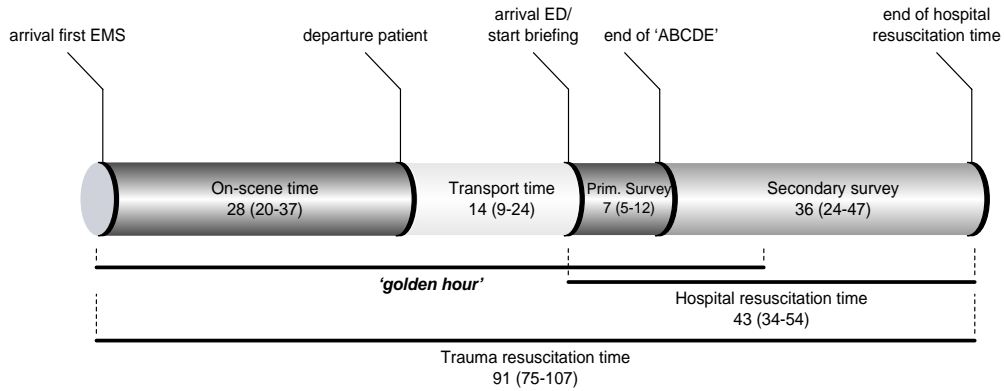 arrival first EMS
departure patient
arrival ED/
start briefing
end of ‘ABCDE’
end of hospital
resuscitation time
On-scene time
28 (20-37)
Transport time
14 (9-24)
Prim. Survey
7 (5-12)
Secondary survey
36 (24-47)
‘golden hour’
Hospital resuscitation time
43 (34-54)
Trauma resuscitation time
91 (75-107)